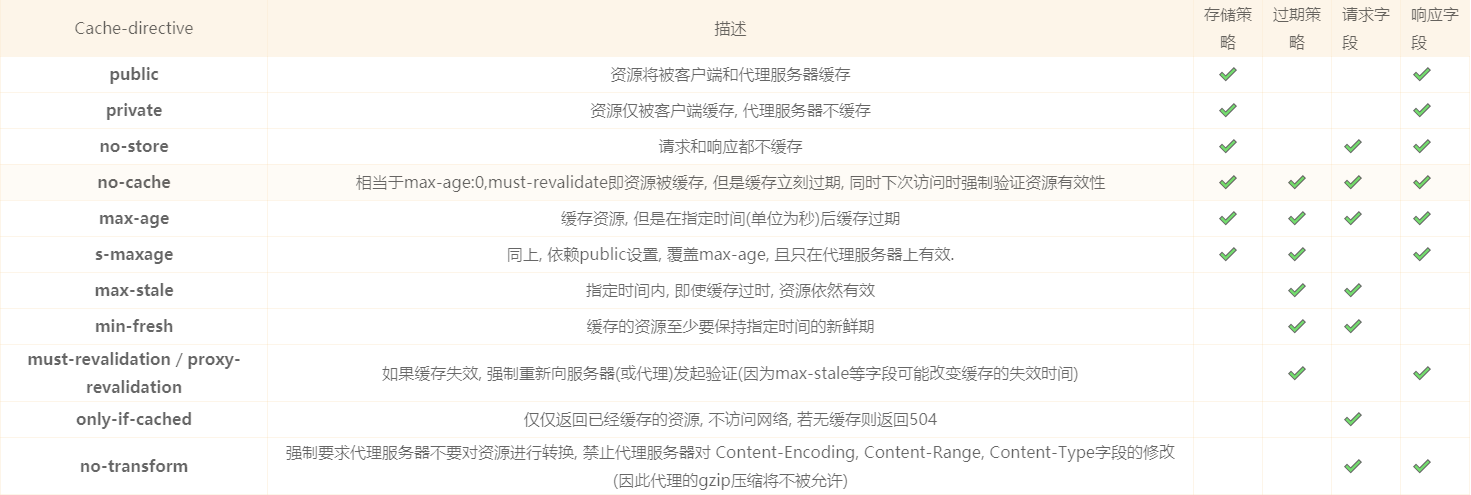 Cache-directive 描述 存储策略 过期策略 请求字段 响应字段
public 资源将被客户端和代理服务器缓存 ✔ ✔
private 资源仅被客户端缓存, 代理服务器不缓存 ✔ ✔
no-store 请求和响应都不缓存 ✔ ✔ ✔
no-cache 相当于max-age:0,must-revalidate即资源被缓存, 但是缓存立刻过期, 同时下次访问时强制验证资源有效性 ✔ ✔ ✔ ✔
max-age 缓存资源, 但是在指定时间(单位为秒)后缓存过期 ✔ ✔ ✔ ✔
s-maxage 同上, 依赖public设置, 覆盖max-age, 且只在代理服务器上有效. ✔ ✔ ✔
max-stale 指定时间内, 即使缓存过时, 资源依然有效 ✔ ✔
min-fresh 缓存的资源至少要保持指定时间的新鲜期 ✔ ✔
must-revalidation / proxy-
revalidation 如果缓存失效, 强制重新向服务器(或代理)发起验证(因为max-stale等字段可能改变缓存的失效时间) ✔ ✔
only-if-cached 仅仅返回已经缓存的资源, 不访问网络, 若无缓存则返回504 ✔
no-transform 强制要求代理服务器不要对资源进行转换, 禁止代理服务器对 Content-Encoding, Content-Range, Content-Type字段的修改
(因此代理的gzip压缩将不被允许) ✔ ✔